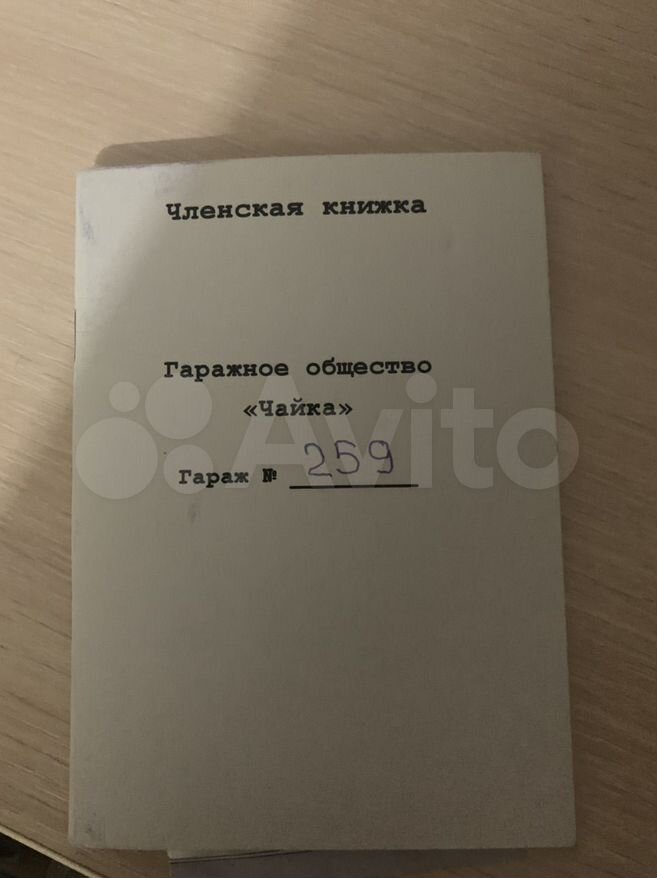 Членская книжка
Гаражное общество
«Чайка»
Гараж № 259
Avito